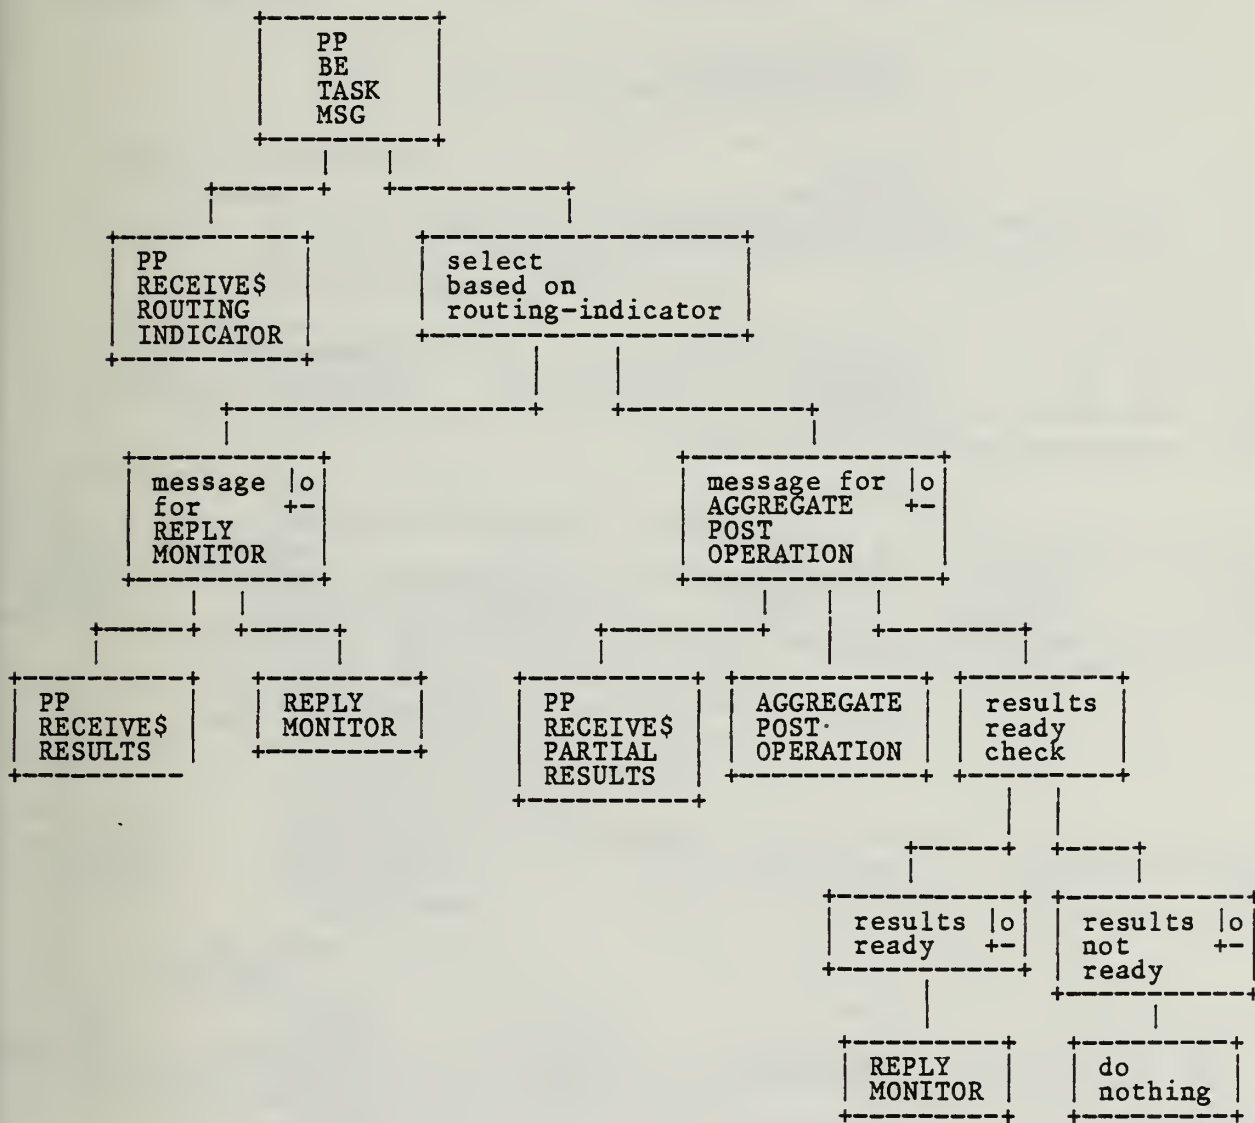 PP
BE
TASK
MSG
PP
RECEIVE$
ROUTING
INDICATOR
select
based on
routing-indicator
message
for
REPLY
MONITOR
o
message for
AGGREGATE
POST
OPERATION
o
PP
RECEIVE$
RESULTS
REPLY
MONITOR
PP
RECEIVE$
PARTIAL
RESULTS
AGGREGATE
POST
OPERATION
results
ready
check
results
ready
o
results
not
ready
o
REPLY
MONITOR
do
nothing